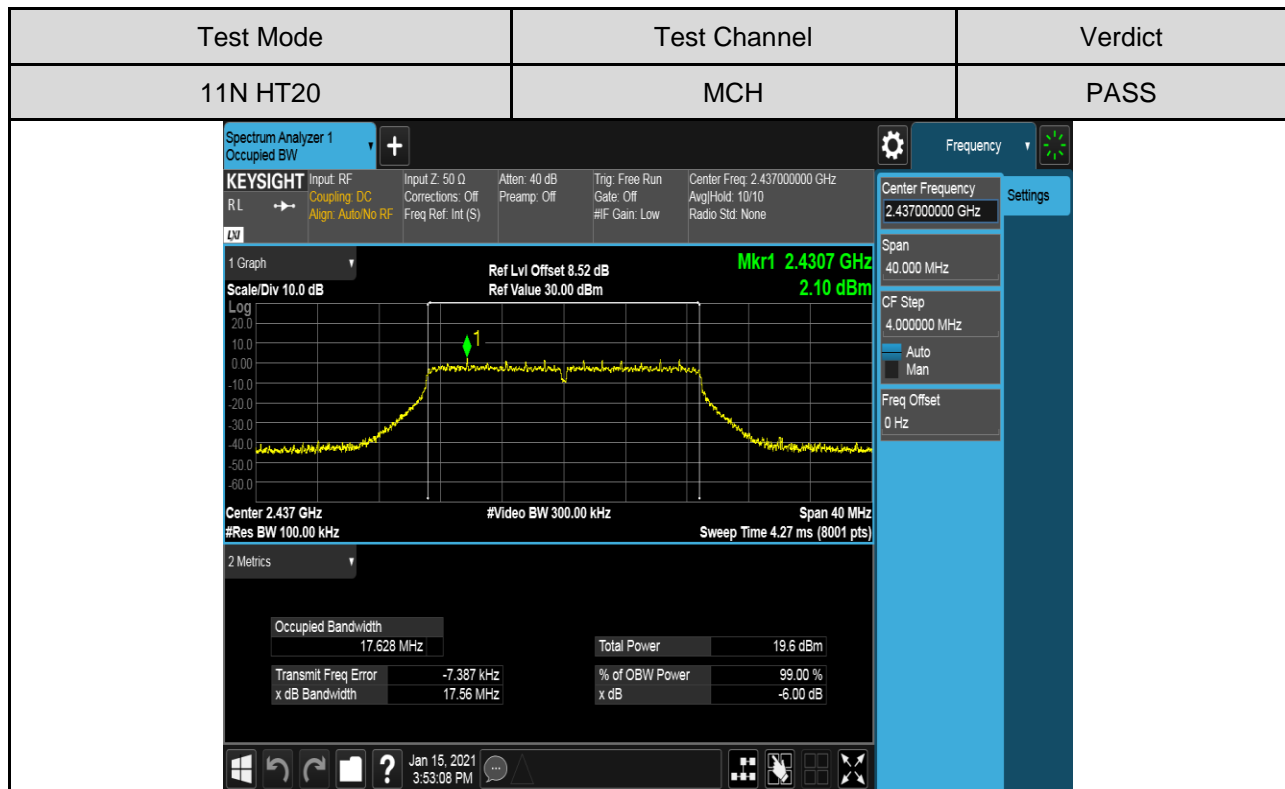 Test Mode Test Channel Verdict
11N HT20 MCH PASS
Spectrum Analyzer 1
Occupied BW
+
Frequency
KEYSIGHT Input: RF Input Z: 50 Ω Atten: 40 dB Trig: Free Run Center Freq: 2.437000000 GHz
RL Coupling: DC Corrections: Off Preamp: Off Gate: Off Avg|Hold: 10/10
Align: Auto/No RF Freq Ref: Int (S) #IF Gain: Low Radio Std: None
LXI
Center Frequency
2.437000000 GHz
Settings
Span
40.000 MHz
CF Step
4.000000 MHz
Auto
Man
Freq Offset
0 Hz
1 Graph
Ref Lvl Offset 8.52 dB
Mkr1 2.4307 GHz
Scale/Div 10.0 dB
Ref Value 30.00 dBm
2.10 dBm
Log
20.0
1
10.0
0.00
-10.0
-20.0
-30.0
-40.0
-50.0
-60.0
Center 2.437 GHz #Video BW 300.00 kHz Span 40 MHz
#Res BW 100.00 kHz Sweep Time 4.27 ms (8001 pts)
2 Metrics
Occupied Bandwidth
17.628 MHz
Total Power 19.6 dBm
Transmit Freq Error -7.387 kHz % of OBW Power 99.00 %
x dB Bandwidth 17.56 MHz x dB -6.00 dB
?
Jan 15, 2021
3:53:08 PM